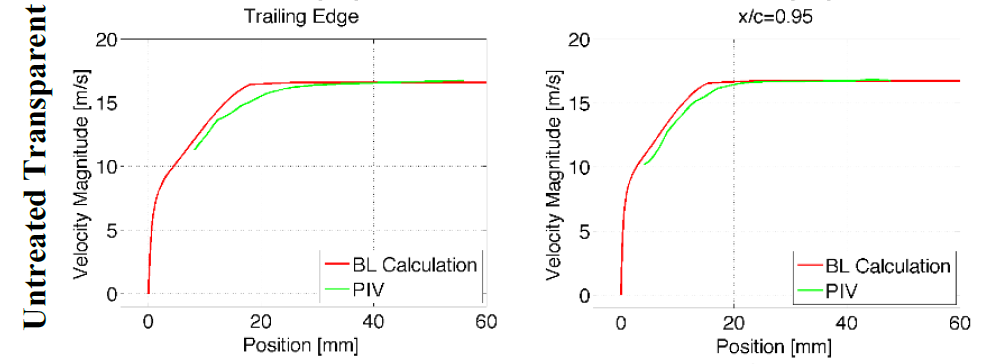 Untreated Transparent
Trailing Edge
Velocity Magnitude [m/s]
20
15
10
5
0
BL Calculation
PIV
0 20 40 60
Position [mm]
x/c=0.95
Velocity Magnitude [m/s]
20
15
10
5
0
BL Calculation
PIV
0 20 40 60
Position [mm]